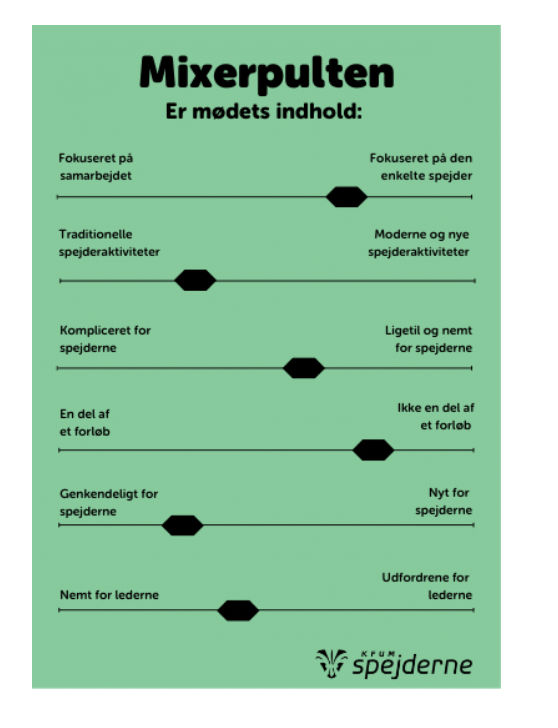 Mixerpulten
Er mødets indhold:
Fokuseret på
samarbejdet
Fokuseret på den
enkelte spejder
Traditionelle
spejderaktiviteter
Moderne og nye
spejderaktiviteter
Kompliceret for
spejderne
Ligetil og nemt
for spejderne
En del af
et forløb
Ikke en del af
et forløb
Genkendeligt for
spejderne
Nyt for
spejderne
Nemt for lederne
Udfordrene for
lederne
KFUM
spejderne